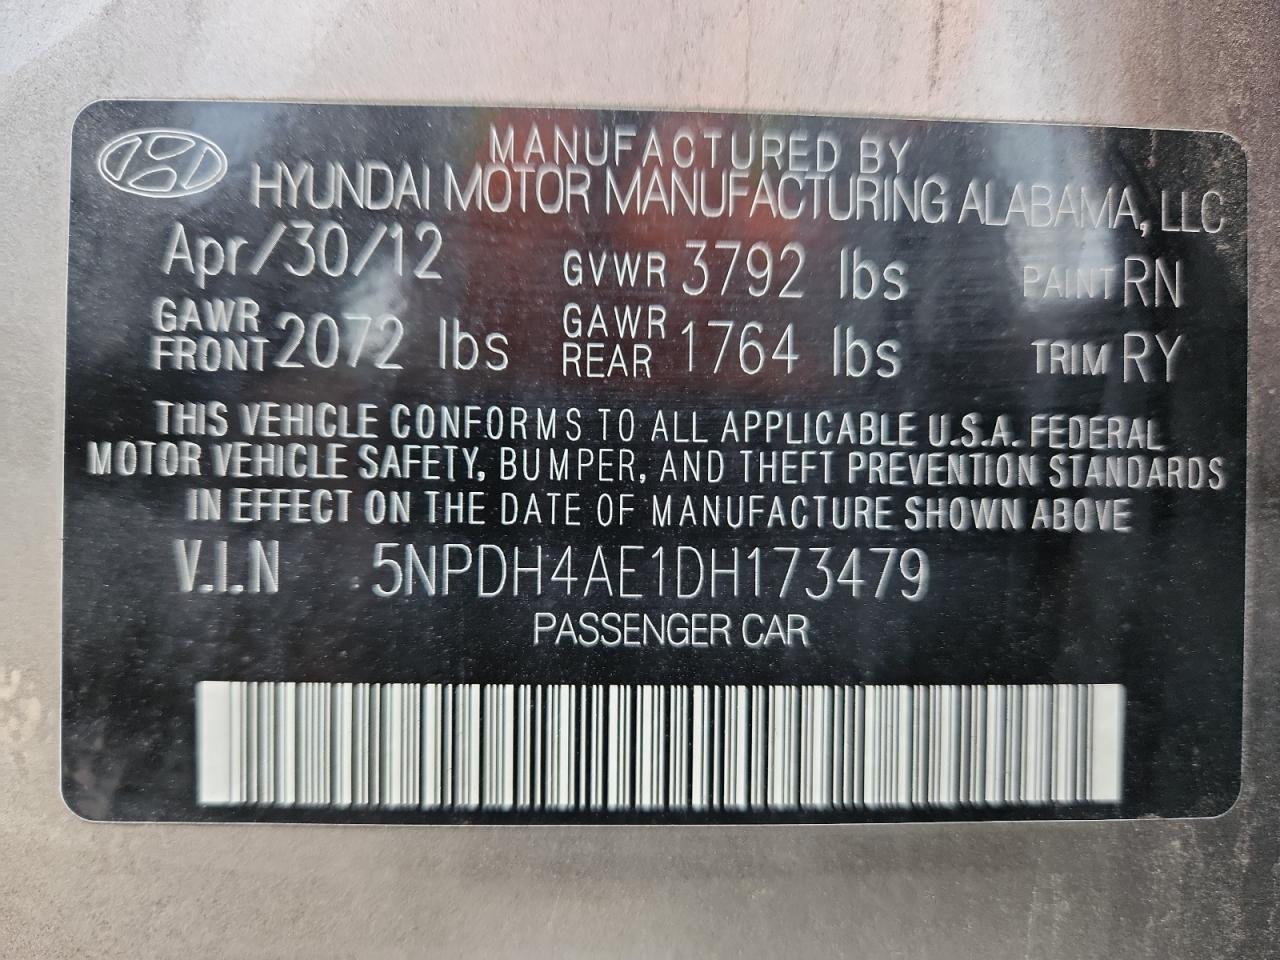 MANUFACTURED BY
HYUNDAI MOTOR MANUFACTURING ALABAMA, LLC
Apr/30/12 GVWR 3792 lbs PAINT RN
GAWR FRONT 2072 lbs GAWR REAR 1764 lbs TRIM RY
THIS VEHICLE CONFORMS TO ALL APPLICABLE U.S.A. FEDERAL
MOTOR VEHICLE SAFETY, BUMPER, AND THEFT PREVENTION STANDARDS
IN EFFECT ON THE DATE OF MANUFACTURE SHOWN ABOVE
V.I.N 5NPDH4AE1DH173479
PASSENGER CAR